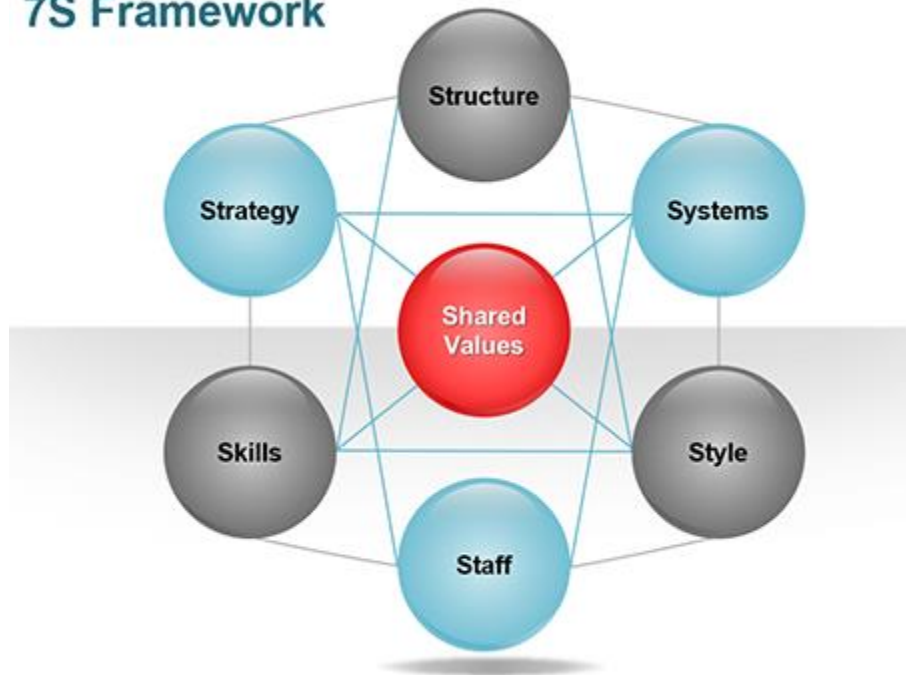 7S Framework
Structure
Strategy
Systems
Shared
Values
Skills
Style
Staff